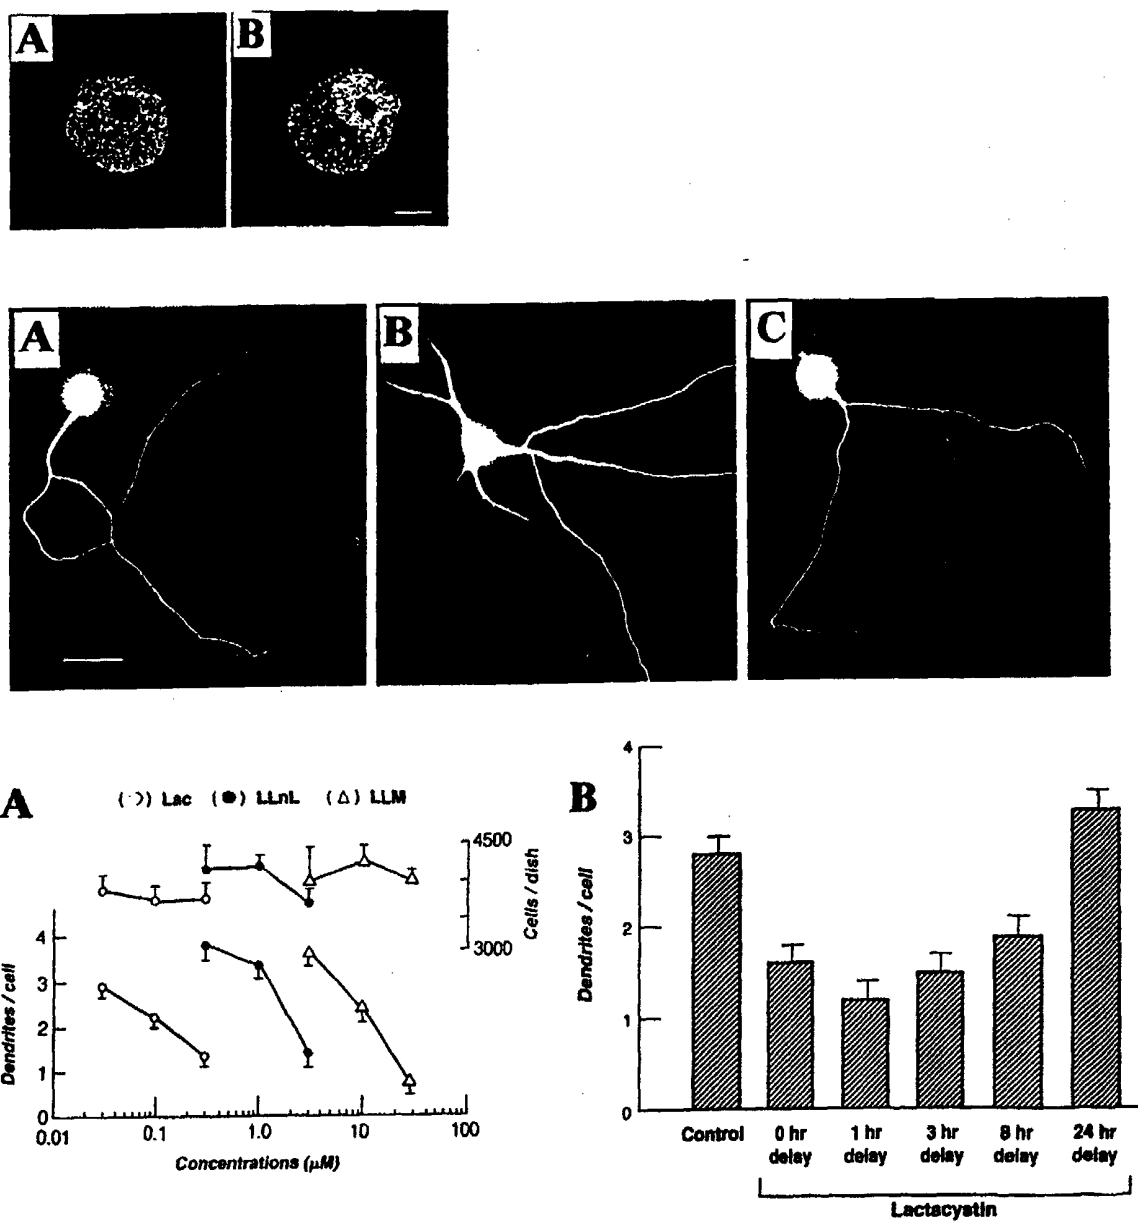 A
B
A
B
C
A
( ) Lac (●) LLnL (△) LLM
4500
3000
Cells / dish
4
3
2
1
0
Dendrites / cell
0.01 0.1 1.0 10 100
Concentrations (μM)
B
4
3
2
1
0
Dendrites / cell
Control 0 hr 1 hr 3 hr 8 hr 24 hr
delay delay delay delay delay
Lactacystin